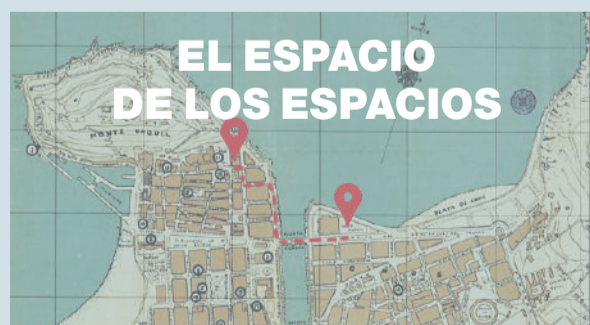 EL ESPACIO
DE LOS ESPACIOS
MONTE URGULL
PLAYA DE GROS